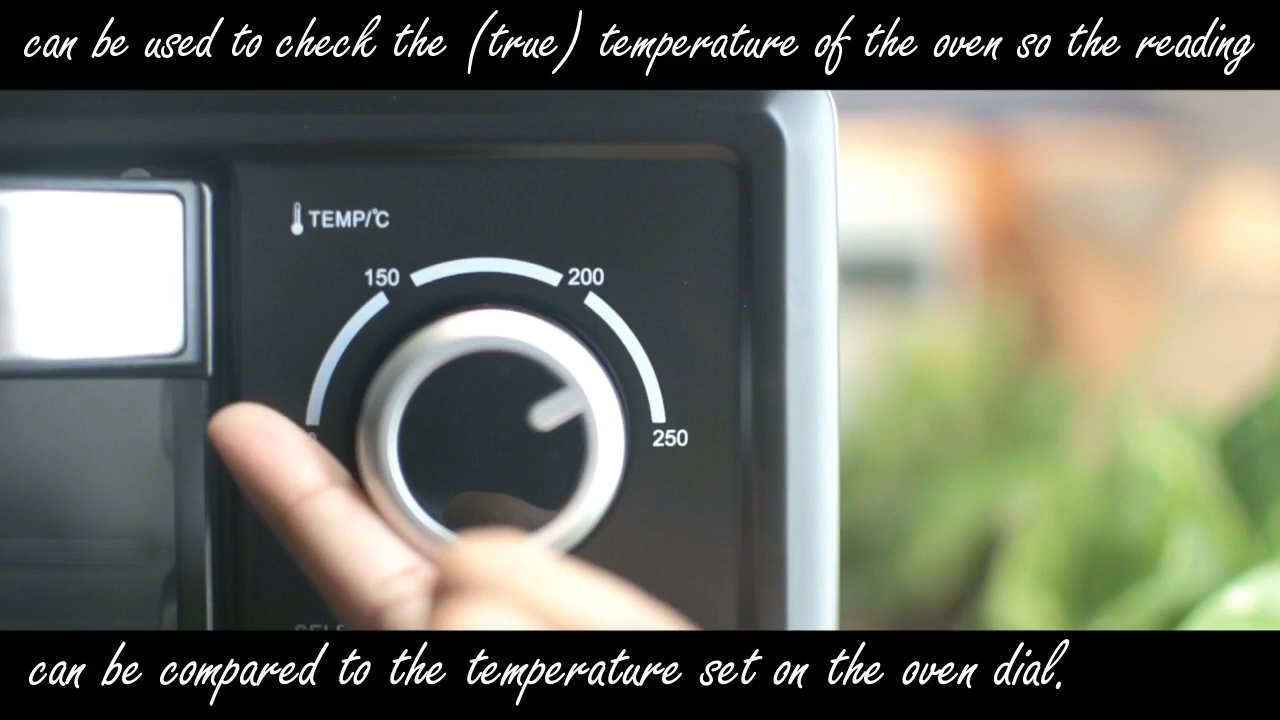 can be used to check the (true) temperature of the oven so the reading
TEMP/°C
150 200
250
can be compared to the temperature set on the oven dial.